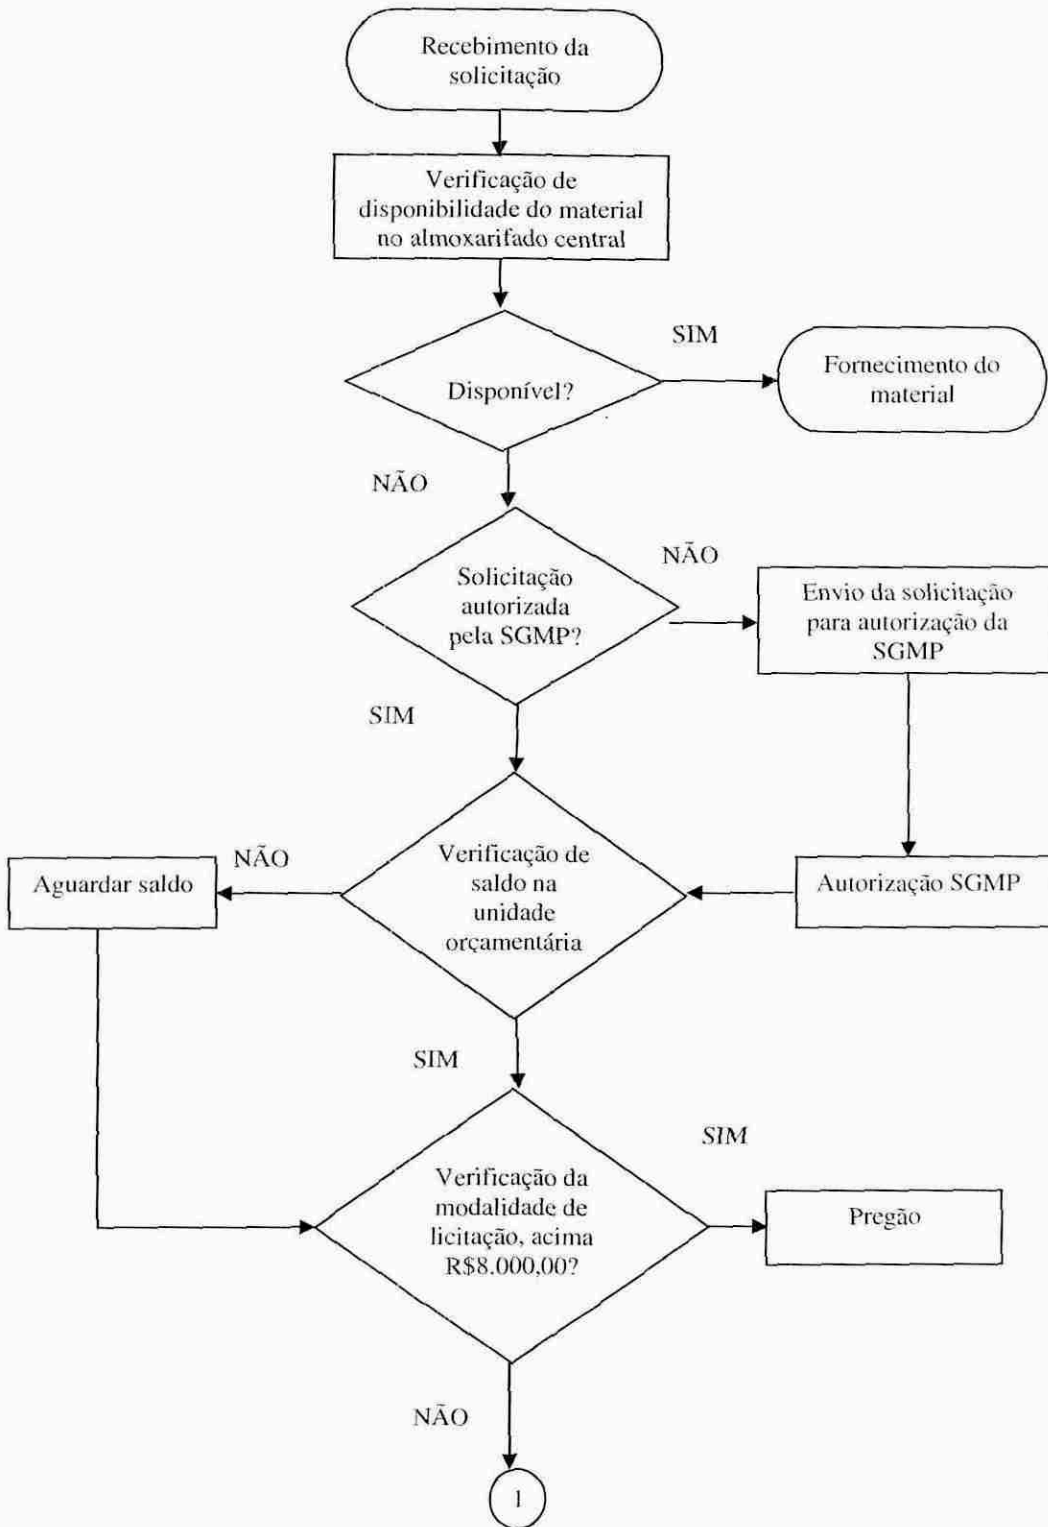 Recebimento da
solicitação
Verificação de
disponibilidade do material
no almoxarifado central
SIM
Disponível?
Fornecimento do
material
NÃO
NÃO
Solicitação
autorizada
pela SGMP?
Envio da solicitação
para autorização da
SGMP
SIM
NÃO
Aguardar saldo
Verificação de
saldo na
unidade
orçamentária
Autorização SGMP
SIM
SIM
Verificação da
modalidade de
licitação, acima
R$8.000,00?
Pregão
NÃO
1